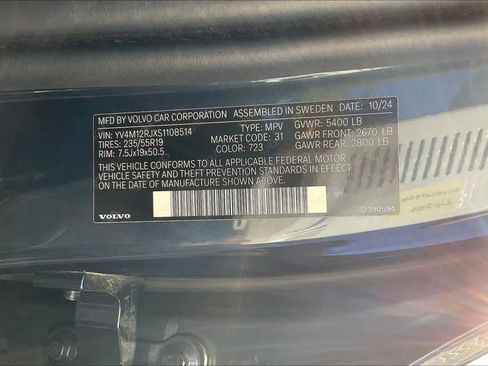 MFD BY VOLVO CAR CORPORATION ASSEMBLED IN SWEDEN DATE: 10/24
VIN: YV4M12RJXS1108514 TYPE: MPV GVWR: 5400 LB
TIRES: 235/55R19 MARKET CODE: 31 GAWR FRONT: 2670 LB
RIM: 7.5Jx19x50.5 COLOR: 723 GAWR REAR: 2800 LB
THIS VEHICLE CONFORMS TO ALL APPLICABLE FEDERAL MOTOR
VEHICLE SAFETY AND THEFT PREVENTION STANDARDS IN EFFECT
ON THE DATE OF MANUFACTURE SHOWN ABOVE.
VOLVO 32390594